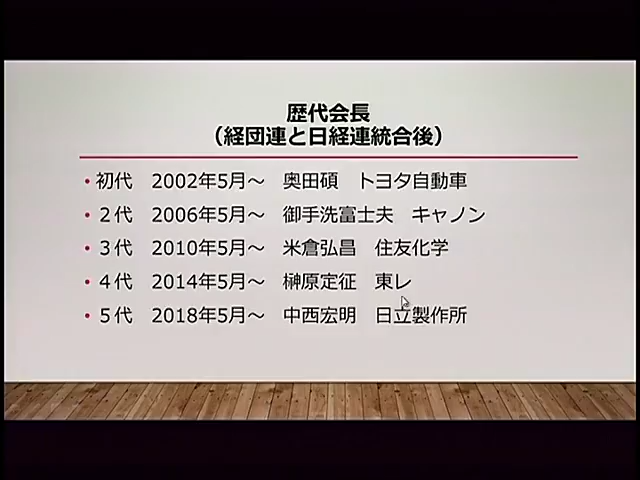 歴代会長
（経団連と日経連統合後）
・初代　2002年5月～　奥田碩　トヨタ自動車
・２代　2006年5月～　御手洗富士夫　キヤノン
・３代　2010年5月～　米倉弘昌　住友化学
・４代　2014年5月～　榊原定征　東レ
・５代　2018年5月～　中西宏明　日立製作所